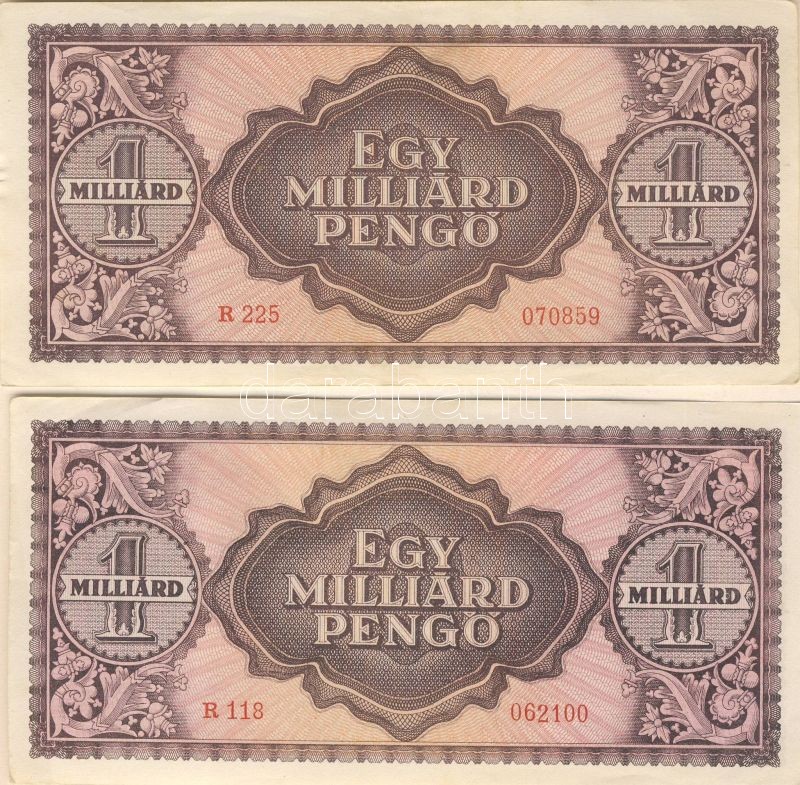 EGY
MILLIÁRD
PENGŐ
1
MILLIÁRD
1
MILLIÁRD
R 225
070859
darabanth
EGY
MILLIÁRD
PENGŐ
1
MILLIÁRD
1
MILLIÁRD
R 118
062100